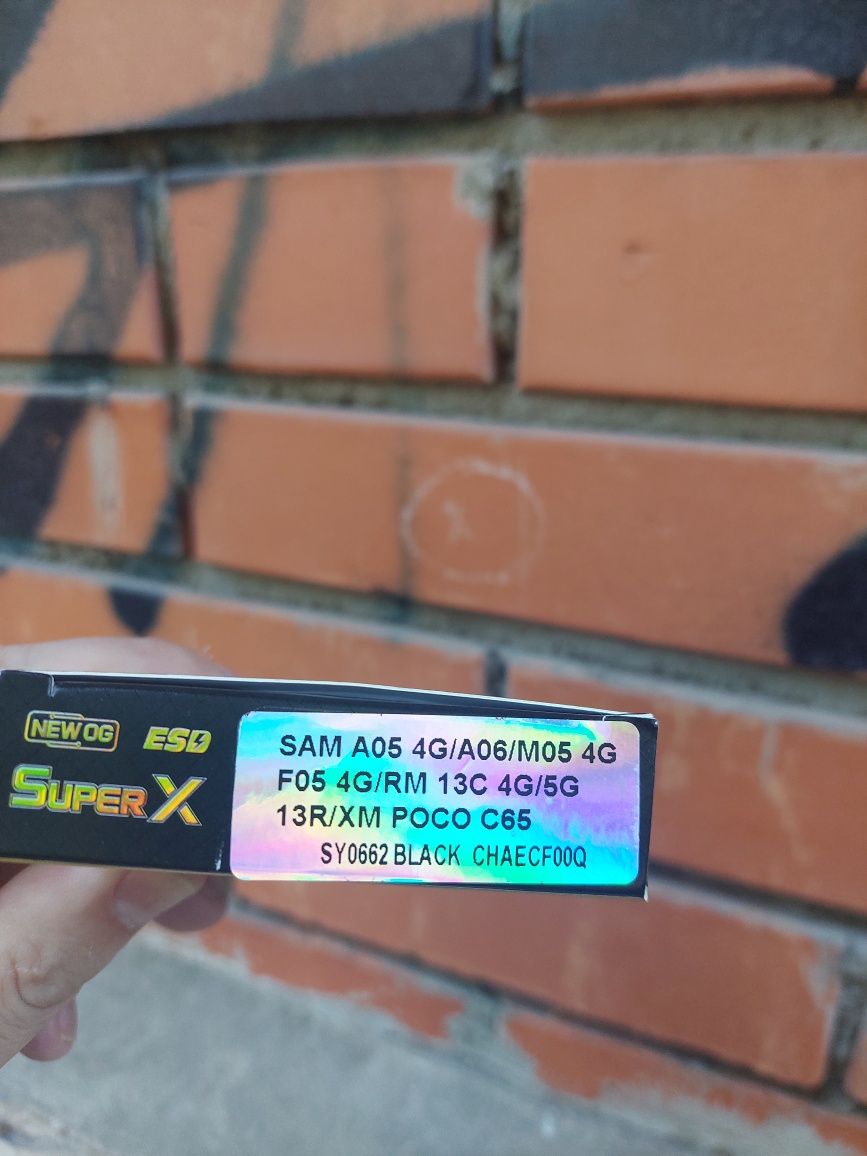 NEW OG ESD
SUPER X
SAM A05 4G/A06/M05 4G
F05 4G/RM 13C 4G/5G
13R/XM POCO C65
SY0662 BLACK CHAECF00Q